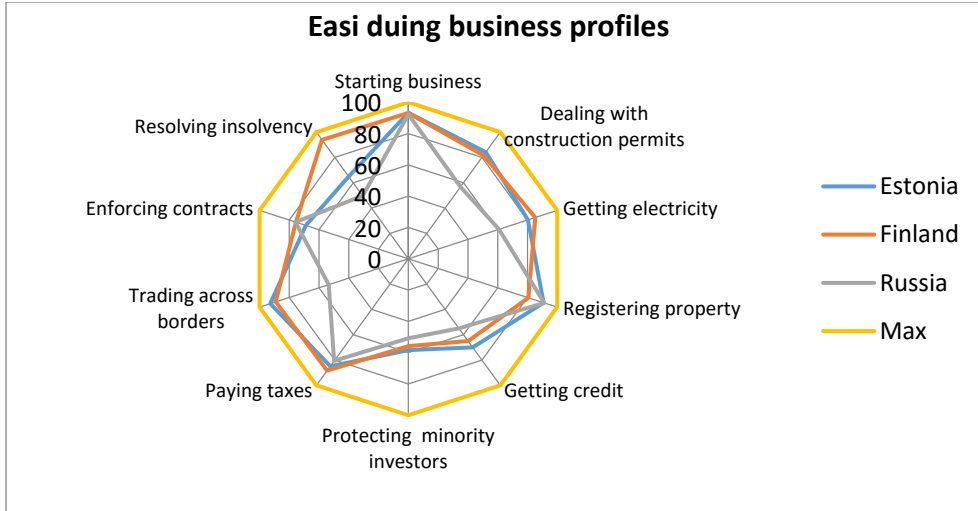 Easi duing business profiles
Starting business
100
80
60
40
20
0
Dealing with
construction permits
Getting electricity
Registering property
Getting credit
Protecting  minority
investors
Paying taxes
Trading across
borders
Enforcing contracts
Resolving insolvency
Estonia
Finland
Russia
Max